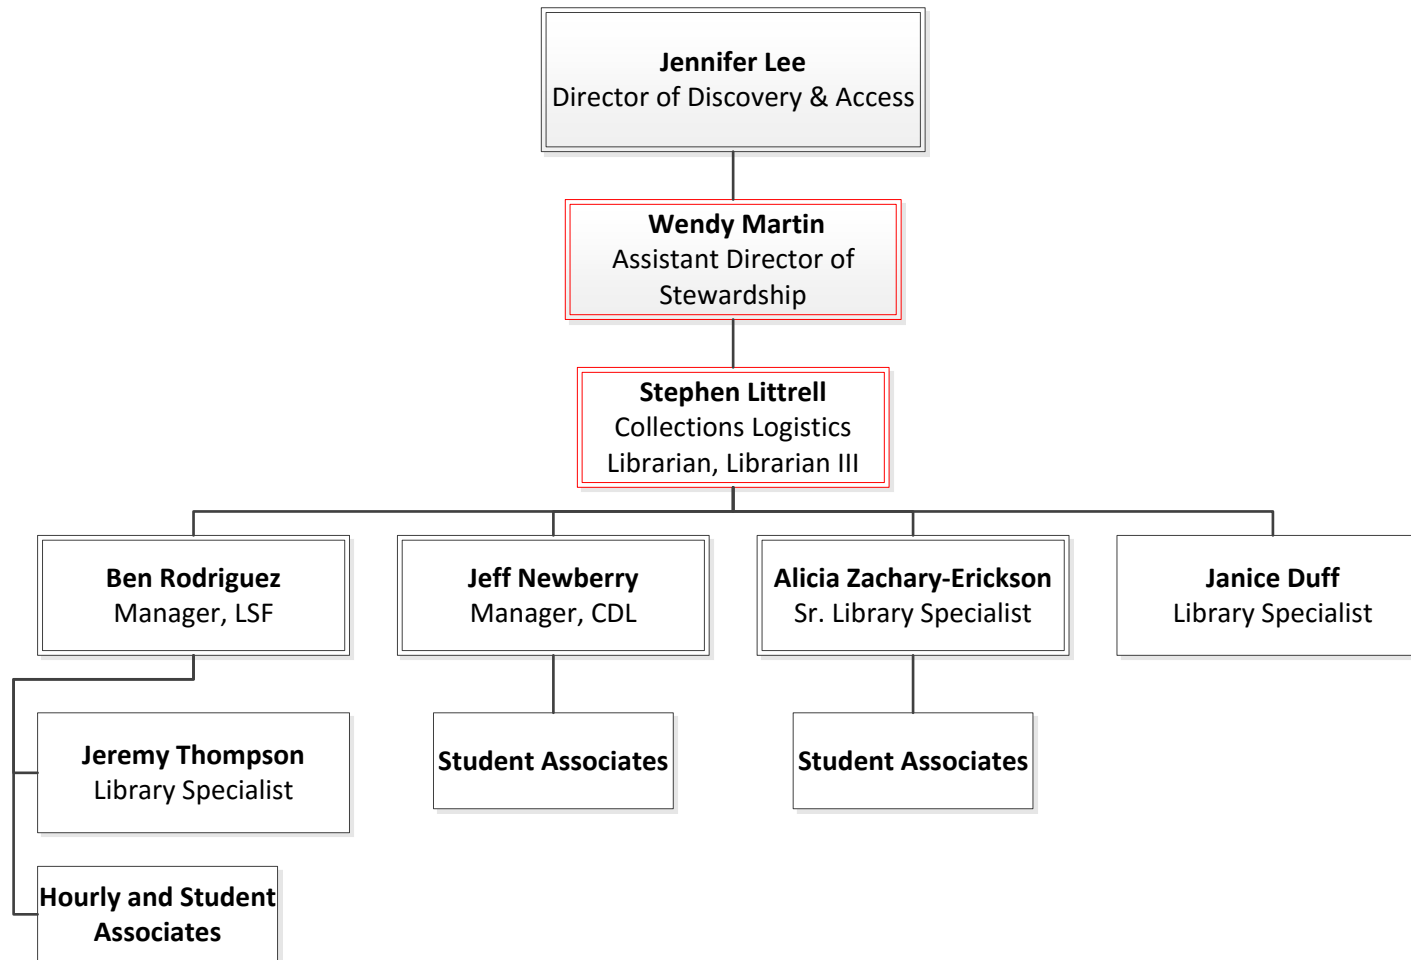 Jennifer Lee
Director of Discovery & Access
Wendy Martin
Assistant Director of
Stewardship
Stephen Littrell
Collections Logistics
Librarian, Librarian III
Ben Rodriguez
Manager, LSF
Jeff Newberry
Manager, CDL
Alicia Zachary-Erickson
Sr. Library Specialist
Janice Duff
Library Specialist
Jeremy Thompson
Library Specialist
Student Associates
Student Associates
Hourly and Student
Associates